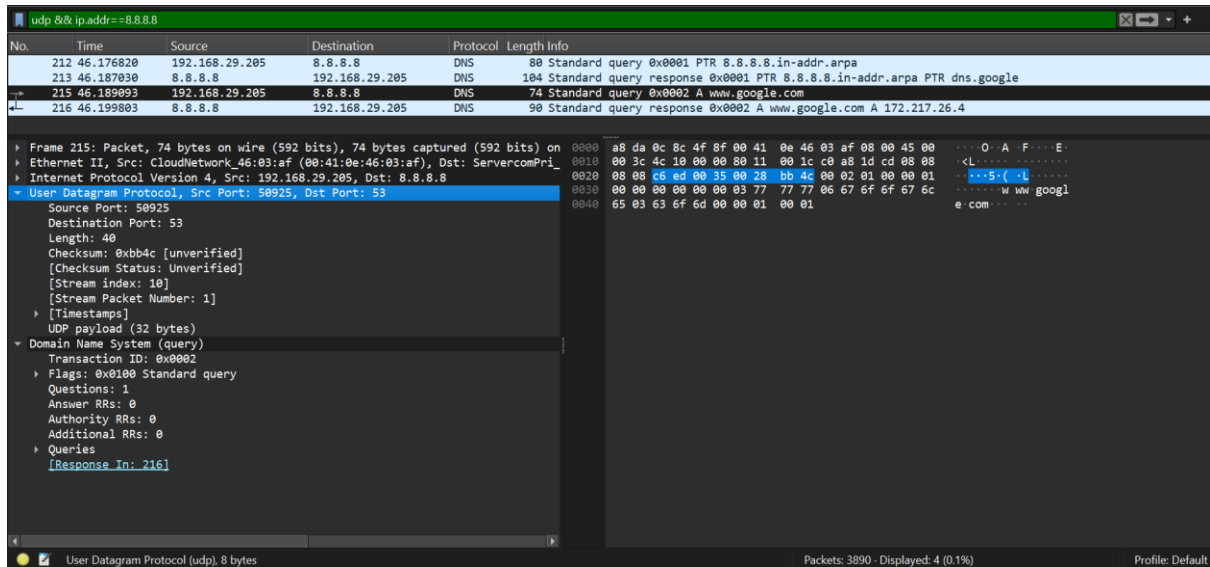 udp && ip.addr==8.8.8.8
No. Time Source Destination Protocol Length Info
212 46.176820 192.168.29.205 8.8.8.8 DNS 80 Standard query 0x0001 PTR 8.8.8.8.in-addr.arpa
213 46.187030 8.8.8.8 192.168.29.205 DNS 104 Standard query response 0x0001 PTR 8.8.8.8.in-addr.arpa PTR dns.google
215 46.189093 192.168.29.205 8.8.8.8 DNS 74 Standard query 0x0002 A www.google.com
216 46.199803 8.8.8.8 192.168.29.205 DNS 90 Standard query response 0x0002 A www.google.com A 172.217.26.4
Frame 215: Packet, 74 bytes on wire (592 bits), 74 bytes captured (592 bits) on
Ethernet II, Src: CloudNetwork_46:03:af (00:41:0e:46:03:af), Dst: ServercomPri_
Internet Protocol Version 4, Src: 192.168.29.205, Dst: 8.8.8.8
User Datagram Protocol, Src Port: 50925, Dst Port: 53
Source Port: 50925
Destination Port: 53
Length: 40
Checksum: 0xbb4c [unverified]
[Checksum Status: Unverified]
[Stream index: 10]
[Stream Packet Number: 1]
[Timestamps]
UDP payload (32 bytes)
Domain Name System (query)
Transaction ID: 0x0002
Flags: 0x0100 Standard query
Questions: 1
Answer RRs: 0
Authority RRs: 0
Additional RRs: 0
Queries
[Response In: 216]
0000 a8 da 0c 8c 4f 8f 00 41 0e 46 03 af 08 00 45 00 ····O··A ·F····E·
0010 00 3c 4c 10 00 00 80 11 00 1c c0 a8 1d cd 08 08 ·<L····· ········
0020 08 08 c6 ed 00 35 00 28 bb 4c 00 02 01 00 00 01 ·····5·( ·L······
0030 00 00 00 00 00 00 03 77 77 77 06 67 6f 6f 67 6c ·······w ww·googl
0040 65 03 63 6f 6d 00 00 01 00 01 e·com··· ··
User Datagram Protocol (udp), 8 bytes
Packets: 3890 · Displayed: 4 (0.1%)
Profile: Default